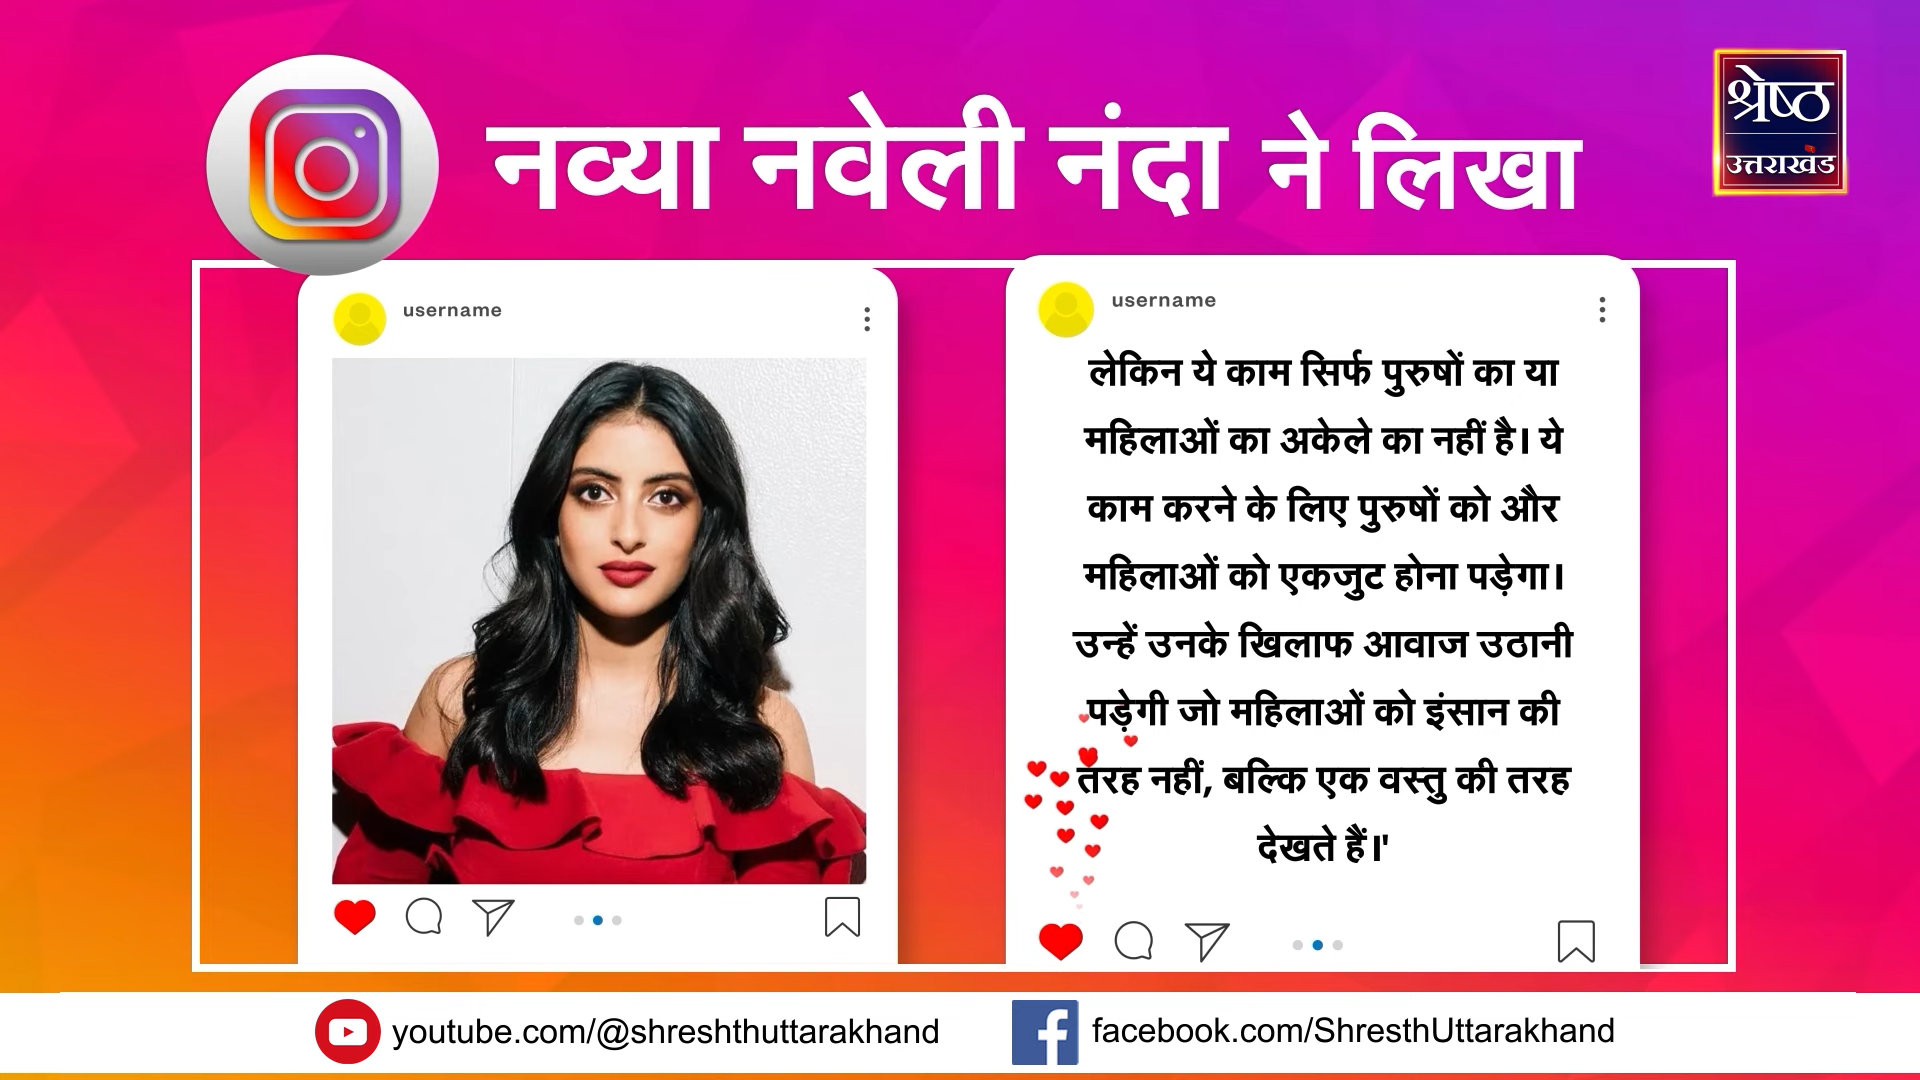 नव्या नवेली नंदा ने लिखा
श्रेष्ठ
उत्तराखंड
username
username
लेकिन ये काम सिर्फ पुरुषों का या
महिलाओं का अकेले का नहीं है। ये
काम करने के लिए पुरुषों को और
महिलाओं को एकजुट होना पड़ेगा।
उन्हें उनके खिलाफ आवाज उठानी
पड़ेगी जो महिलाओं को इंसान की
तरह नहीं, बल्कि एक वस्तु की तरह
देखते हैं।'
youtube.com/@shreshthuttarakhand
facebook.com/ShresthUttarakhand